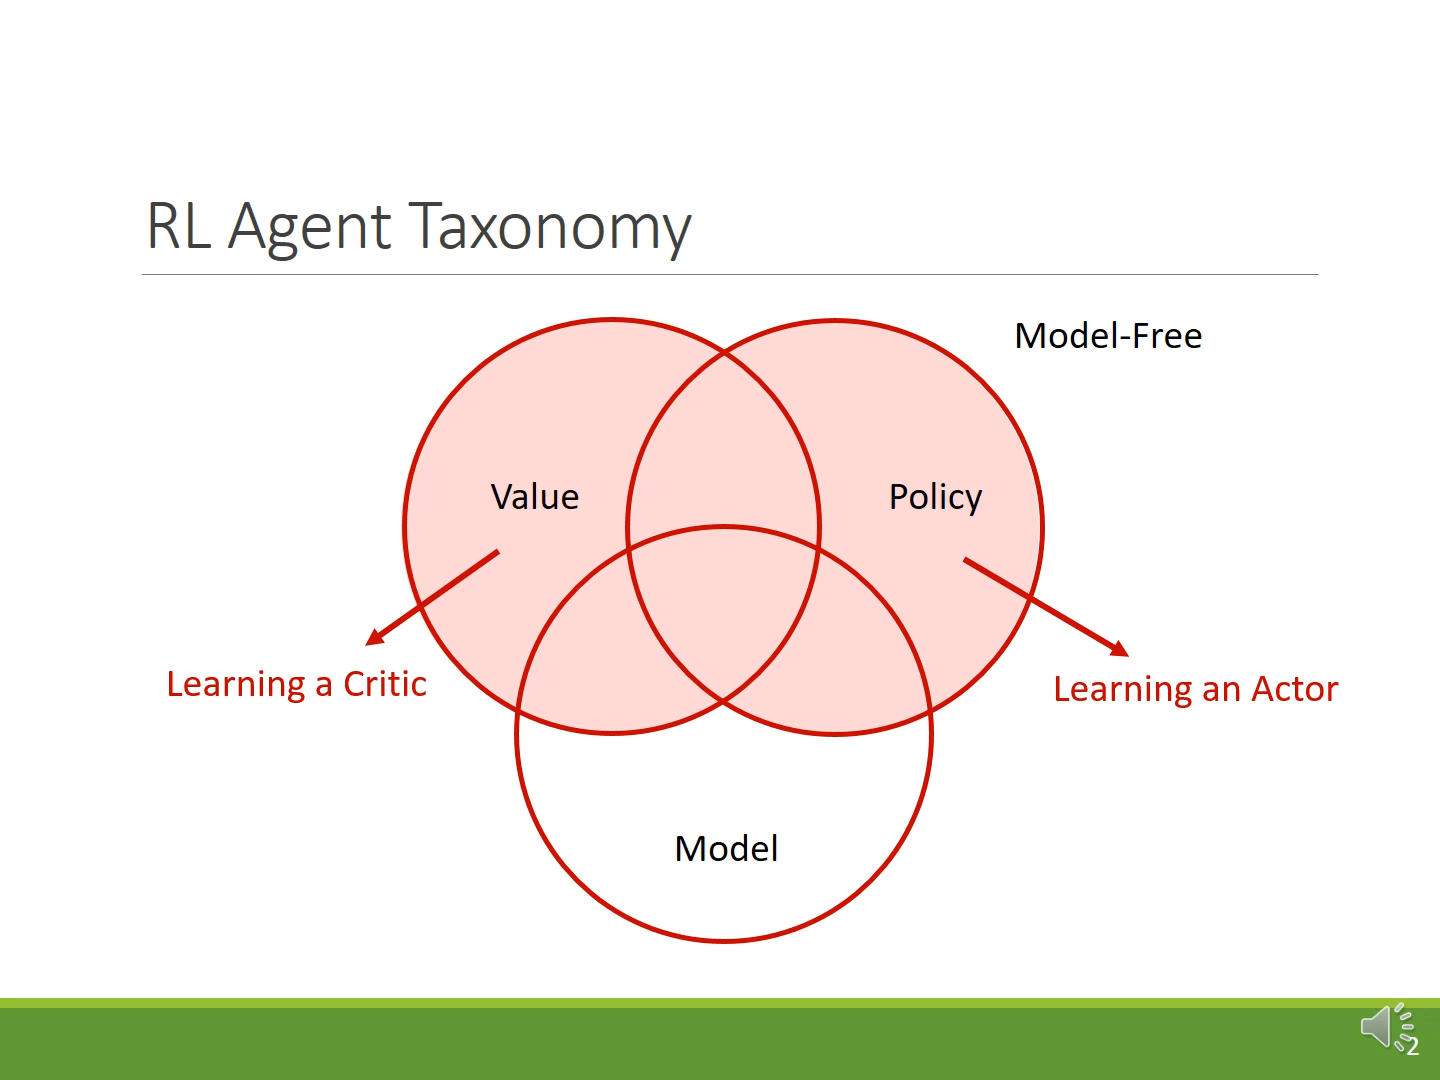 RL Agent Taxonomy
Model-Free
Value
Policy
Learning a Critic
Learning an Actor
Model
2